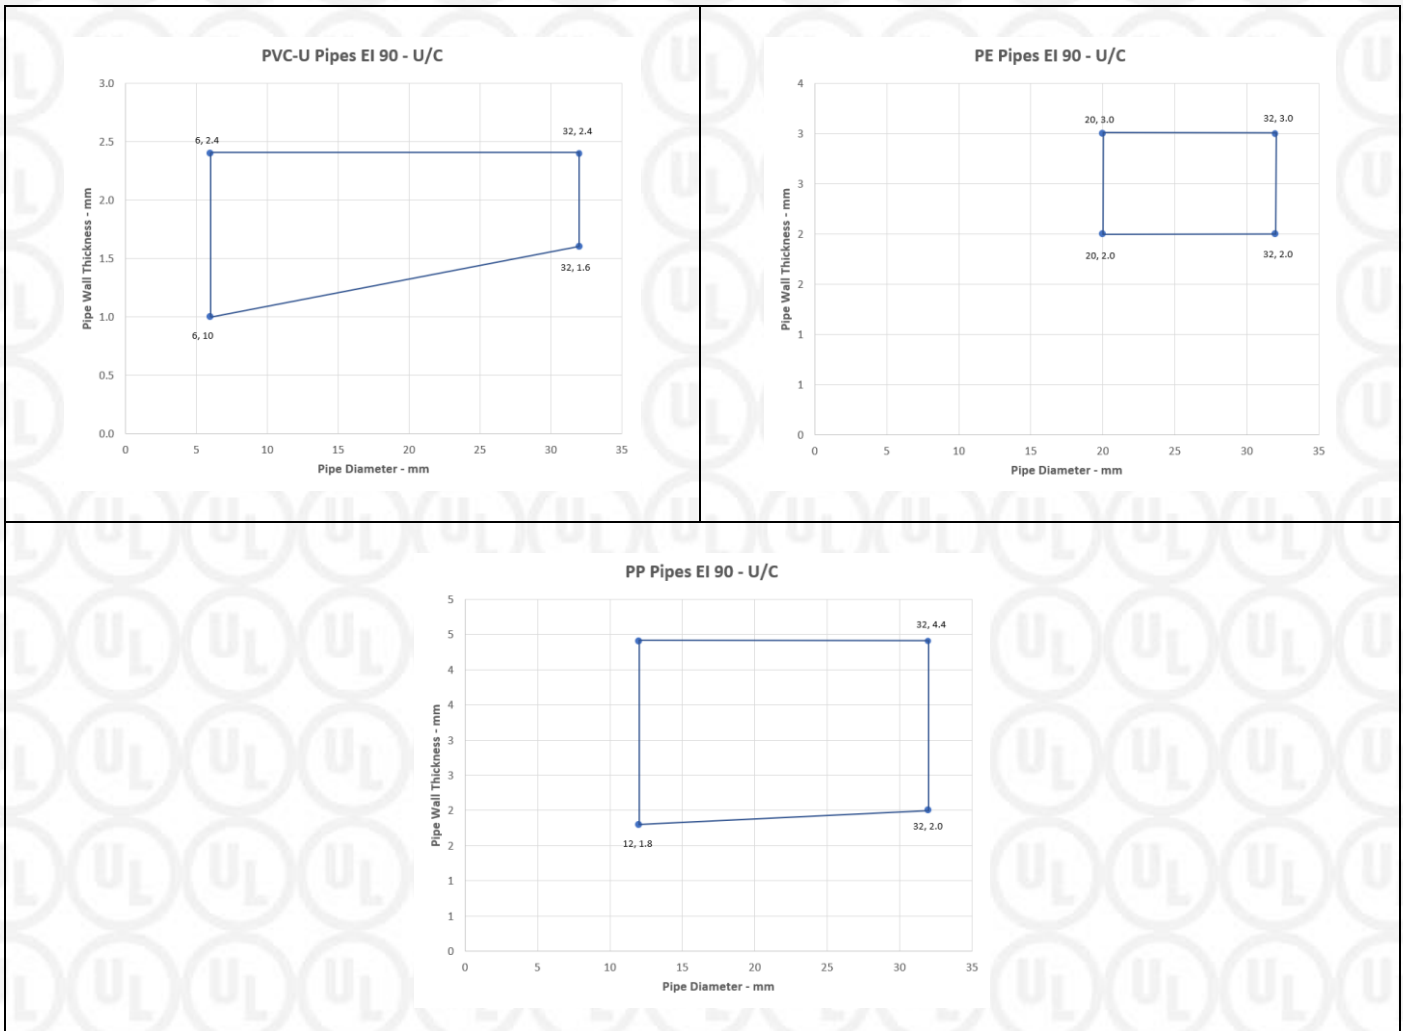 PVC-U Pipes EI 90 - U/C
3.0
2.5
2.0
1.5
1.0
0.5
0.0
Pipe Wall Thickness - mm
6, 2.4
32, 2.4
32, 1.6
6, 10
0 5 10 15 20 25 30 35
Pipe Diameter - mm
PE Pipes EI 90 - U/C
4
3
3
2
2
1
1
0
Pipe Wall Thickness - mm
20, 3.0
32, 3.0
20, 2.0
32, 2.0
0 5 10 15 20 25 30 35
Pipe Diameter - mm
PP Pipes EI 90 - U/C
5
5
4
4
3
3
2
2
1
1
0
Pipe Wall Thickness - mm
32, 4.4
12, 1.8
32, 2.0
0 5 10 15 20 25 30 35
Pipe Diameter - mm
UL